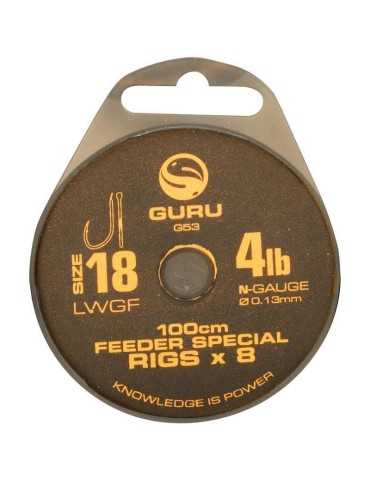 GURU
G53
SIZE 18
LWGF
4lb
N-GAUGE
Ø 0.13mm
100cm
FEEDER SPECIAL
RIGS x 8
KNOWLEDGE IS POWER